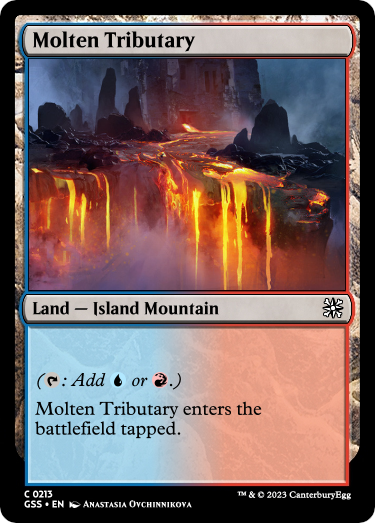 Molten Tributary
Land — Island Mountain
(: Add or .)
Molten Tributary enters the
battlefield tapped.
C 0213
GSS • EN Anastasia Ovchinnikova
™ & © 2023 CanterburyEgg